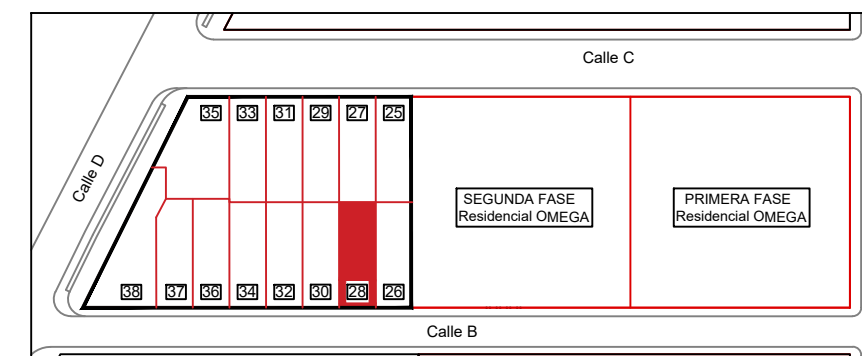 Calle C
35 33 31 29 27 25
Calle D
SEGUNDA FASE
Residencial OMEGA
PRIMERA FASE
Residencial OMEGA
38 37 36 34 32 30 28 26
Calle B